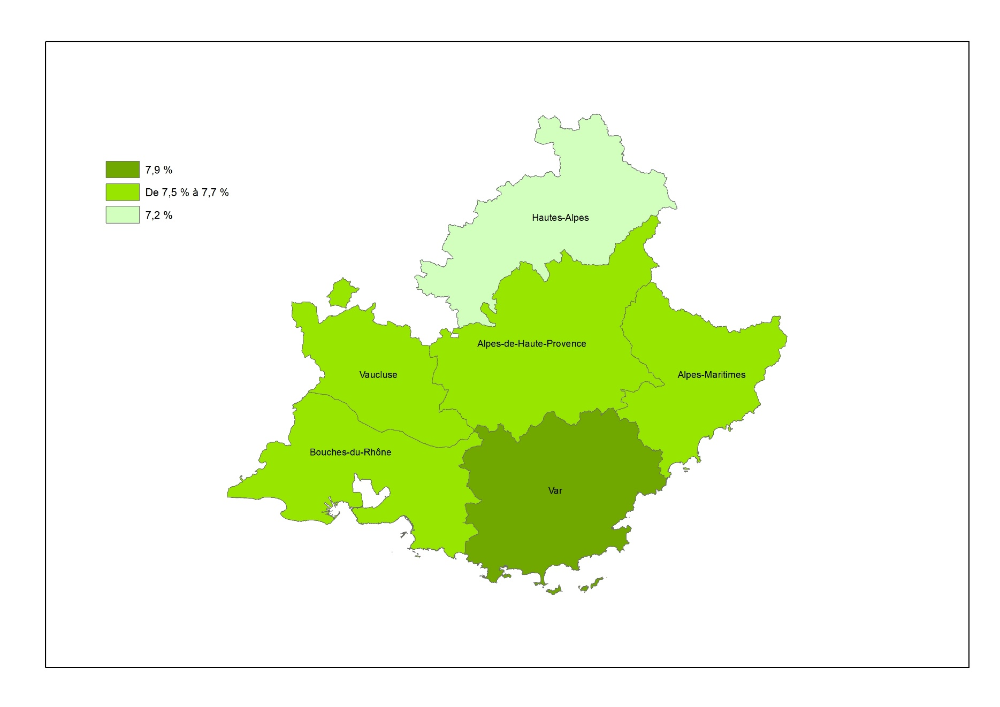 7,9 %
De 7,5 % à 7,7 %
7,2 %
Hautes-Alpes
Alpes-de-Haute-Provence
Vaucluse
Alpes-Maritimes
Bouches-du-Rhône
Var